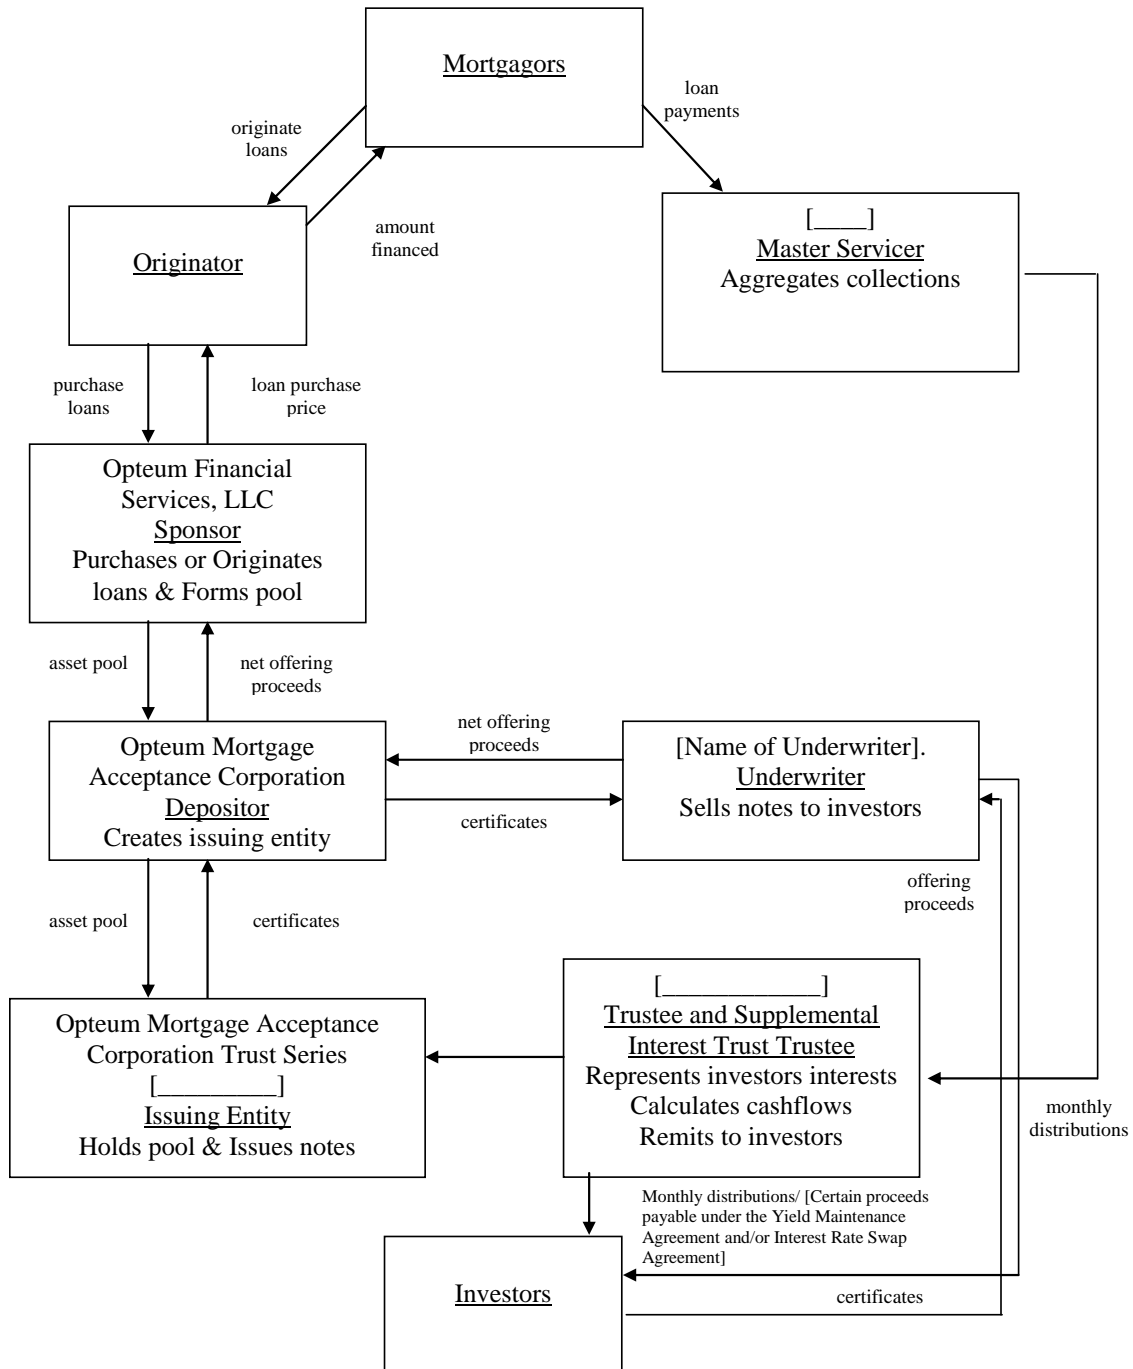 Mortgagors
loan
payments
originate
loans
amount
financed
Originator
[____]
Master Servicer
Aggregates collections
purchase
loans
loan purchase
price
Opteum Financial
Services, LLC
Sponsor
Purchases or Originates
loans & Forms pool
asset pool
net offering
proceeds
Opteum Mortgage
Acceptance Corporation
Depositor
Creates issuing entity
net offering
proceeds
certificates
[Name of Underwriter].
Underwriter
Sells notes to investors
offering
proceeds
asset pool
certificates
Opteum Mortgage Acceptance
Corporation Trust Series
[_________]
Issuing Entity
Holds pool & Issues notes
[____________]
Trustee and Supplemental
Interest Trust Trustee
Represents investors interests
Calculates cashflows
Remits to investors
monthly
distributions
Monthly distributions/ [Certain proceeds
payable under the Yield Maintenance
Agreement and/or Interest Rate Swap
Agreement]
Investors
certificates